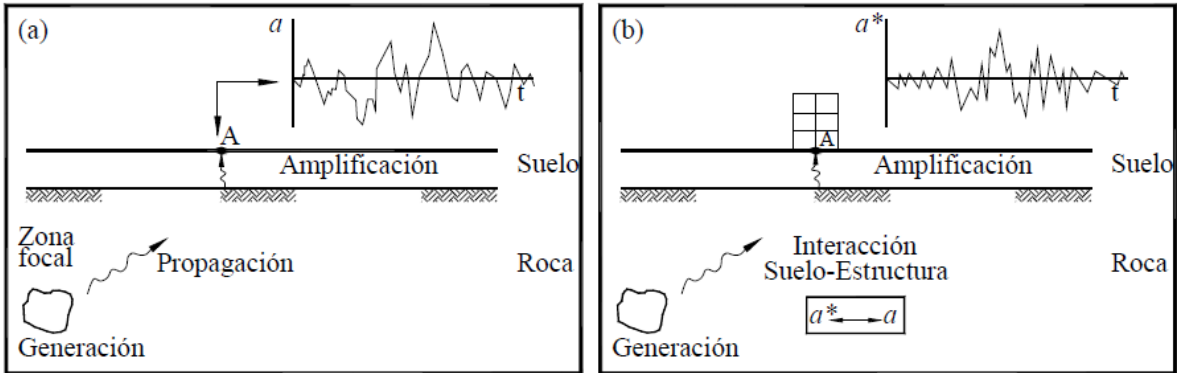 (a)
a
t
A
Amplificación
Suelo
Zona
focal
Propagación
Roca
Generación
(b)
a*
t
A
Amplificación
Suelo
Interacción
Suelo-Estructura
Roca
a* a
Generación